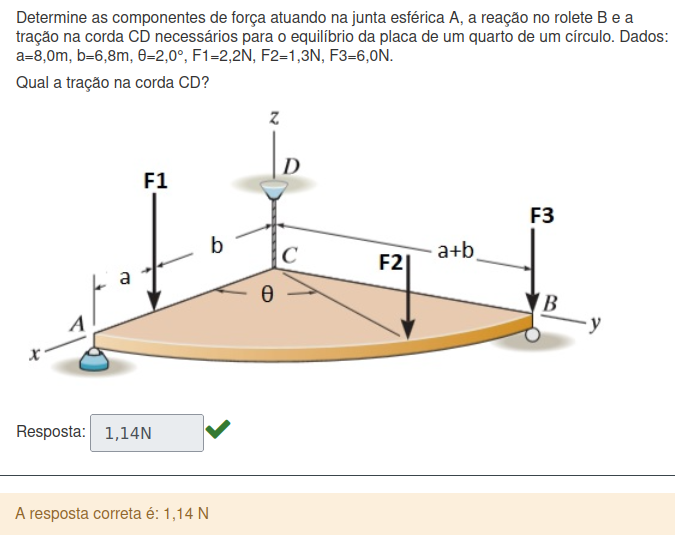 Determine as componentes de força atuando na junta esférica A, a reação no rolete B e a
tração na corda CD necessários para o equilíbrio da placa de um quarto de um círculo. Dados:
a=8,0m, b=6,8m, θ=2,0°, F1=2,2N, F2=1,3N, F3=6,0N.
Qual a tração na corda CD?
z
D
F1
F3
b
a+b
C
F2
a
θ
B
A
y
x
Resposta: 1,14N
A resposta correta é: 1,14 N